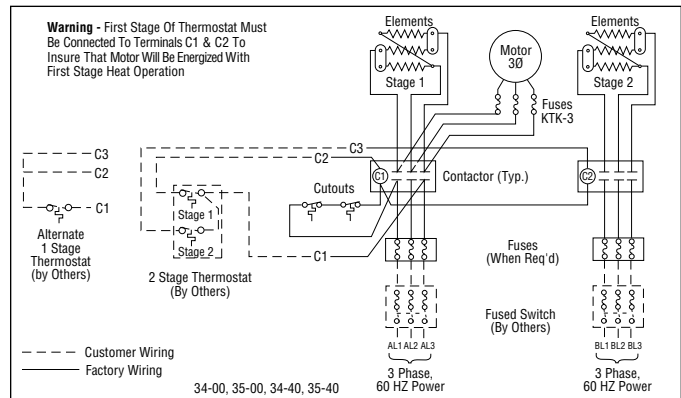 Warning - First Stage Of Thermostat Must
Be Connected To Terminals C1 & C2 To
Insure That Motor Will Be Energized With
First Stage Heat Operation
Elements
Stage 1
Motor
3Ø
Elements
Stage 2
Fuses
KTK-3
C3
C2
C1
Alternate
1 Stage
Thermostat
(by Others)
C3
C2
Stage 1
Stage 2
2 Stage Thermostat
(By Others)
Cutouts
C1
C1
Contactor (Typ.)
C2
Fuses
(When Req'd)
Fused Switch
(By Others)
AL1 AL2 AL3
3 Phase,
60 HZ Power
BL1 BL2 BL3
3 Phase,
60 HZ Power
Customer Wiring
Factory Wiring
34-00, 35-00, 34-40, 35-40